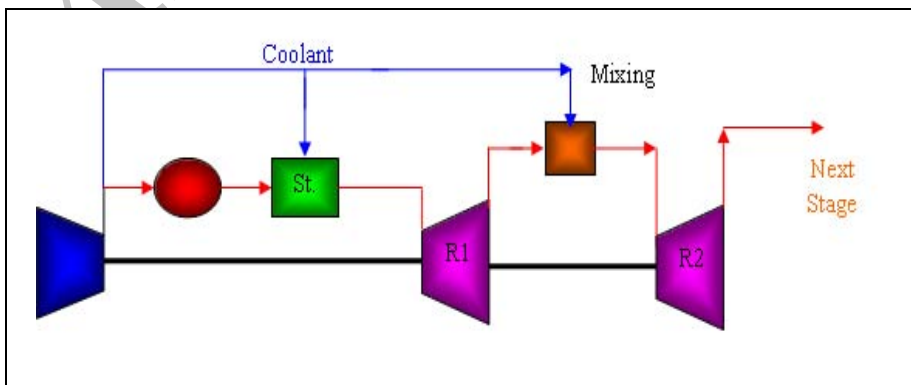 Coolant
Mixing
St.
R1
R2
Next
Stage